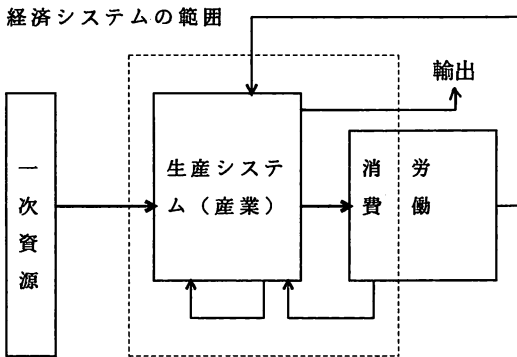 経済システムの範囲
輸出
一次資源
生産システ
ム（産業）
消費
労働